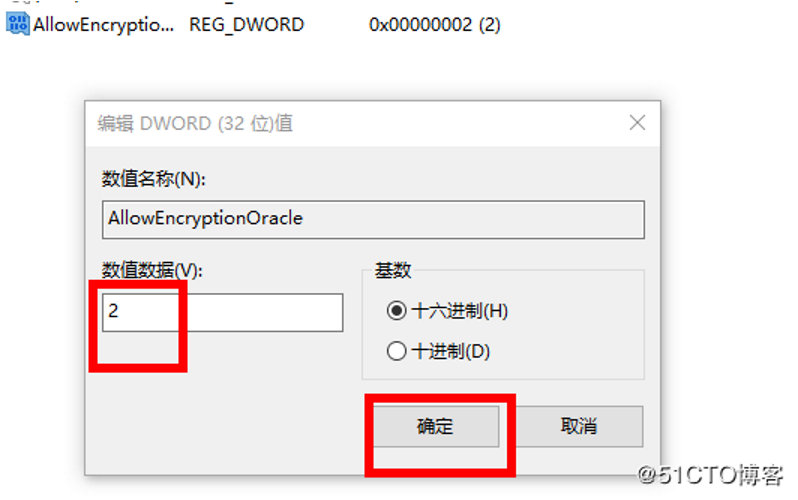 AllowEncryptio... REG_DWORD 0x00000002 (2)
编辑 DWORD (32 位)值
数值名称(N):
AllowEncryptionOracle
数值数据(V):
2
基数
十六进制(H)
十进制(D)
确定 取消
@51CTO博客